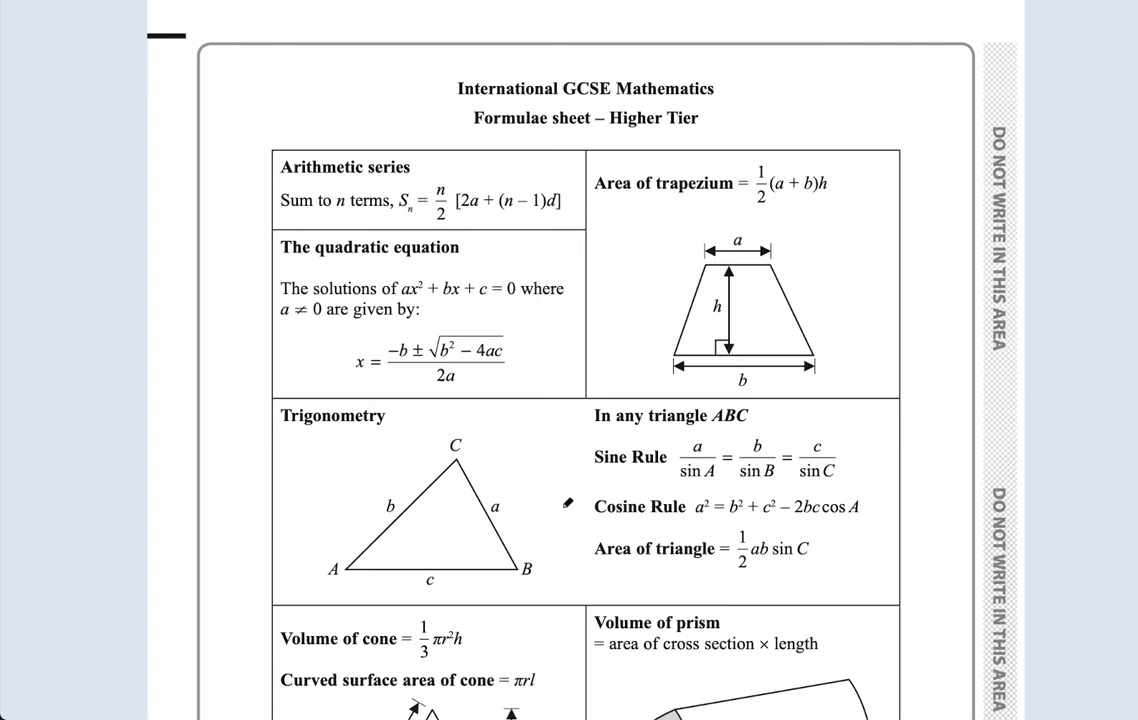 International GCSE Mathematics
Formulae sheet – Higher Tier
Arithmetic series
Sum to n terms, Sₙ = n/2 [2a + (n – 1)d]
The quadratic equation
The solutions of ax² + bx + c = 0 where
a ≠ 0 are given by:
x = (−b ± √(b² − 4ac))/2a
Area of trapezium = 1/2 (a + b)h
a
h
b
Trigonometry
C
b
a
A
B
c
In any triangle ABC
Sine Rule a/sin A = b/sin B = c/sin C
Cosine Rule a² = b² + c² – 2bc cos A
Area of triangle = 1/2 ab sin C
Volume of cone = 1/3 πr²h
Curved surface area of cone = πrl
Volume of prism
= area of cross section × length
DO NOT WRITE IN THIS AREA
DO NOT WRITE IN THIS AREA